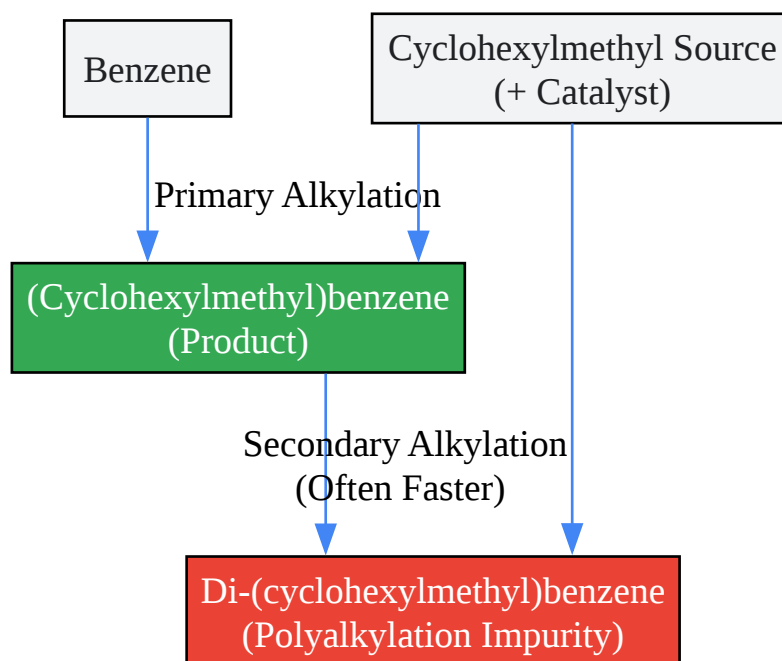 Benzene
Cyclohexylmethyl Source
(+ Catalyst)
Primary Alkylation
(Cyclohexylmethyl)benzene
(Product)
Secondary Alkylation
(Often Faster)
Di-(cyclohexylmethyl)benzene
(Polyalkylation Impurity)